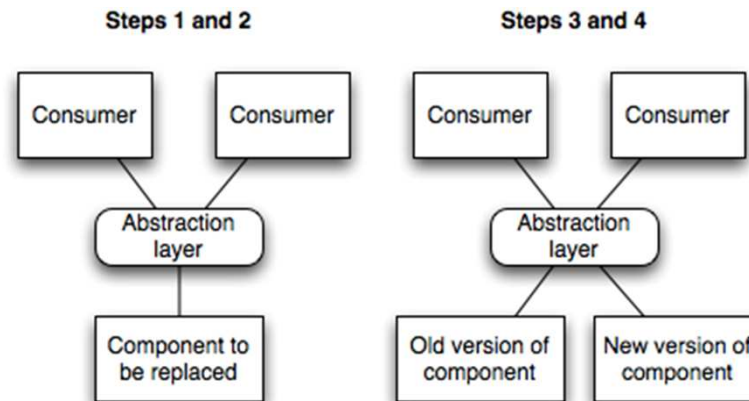 Steps 1 and 2
Steps 3 and 4
Consumer
Consumer
Consumer
Consumer
Abstraction
layer
Abstraction
layer
Component to
be replaced
Old version of
component
New version of
component